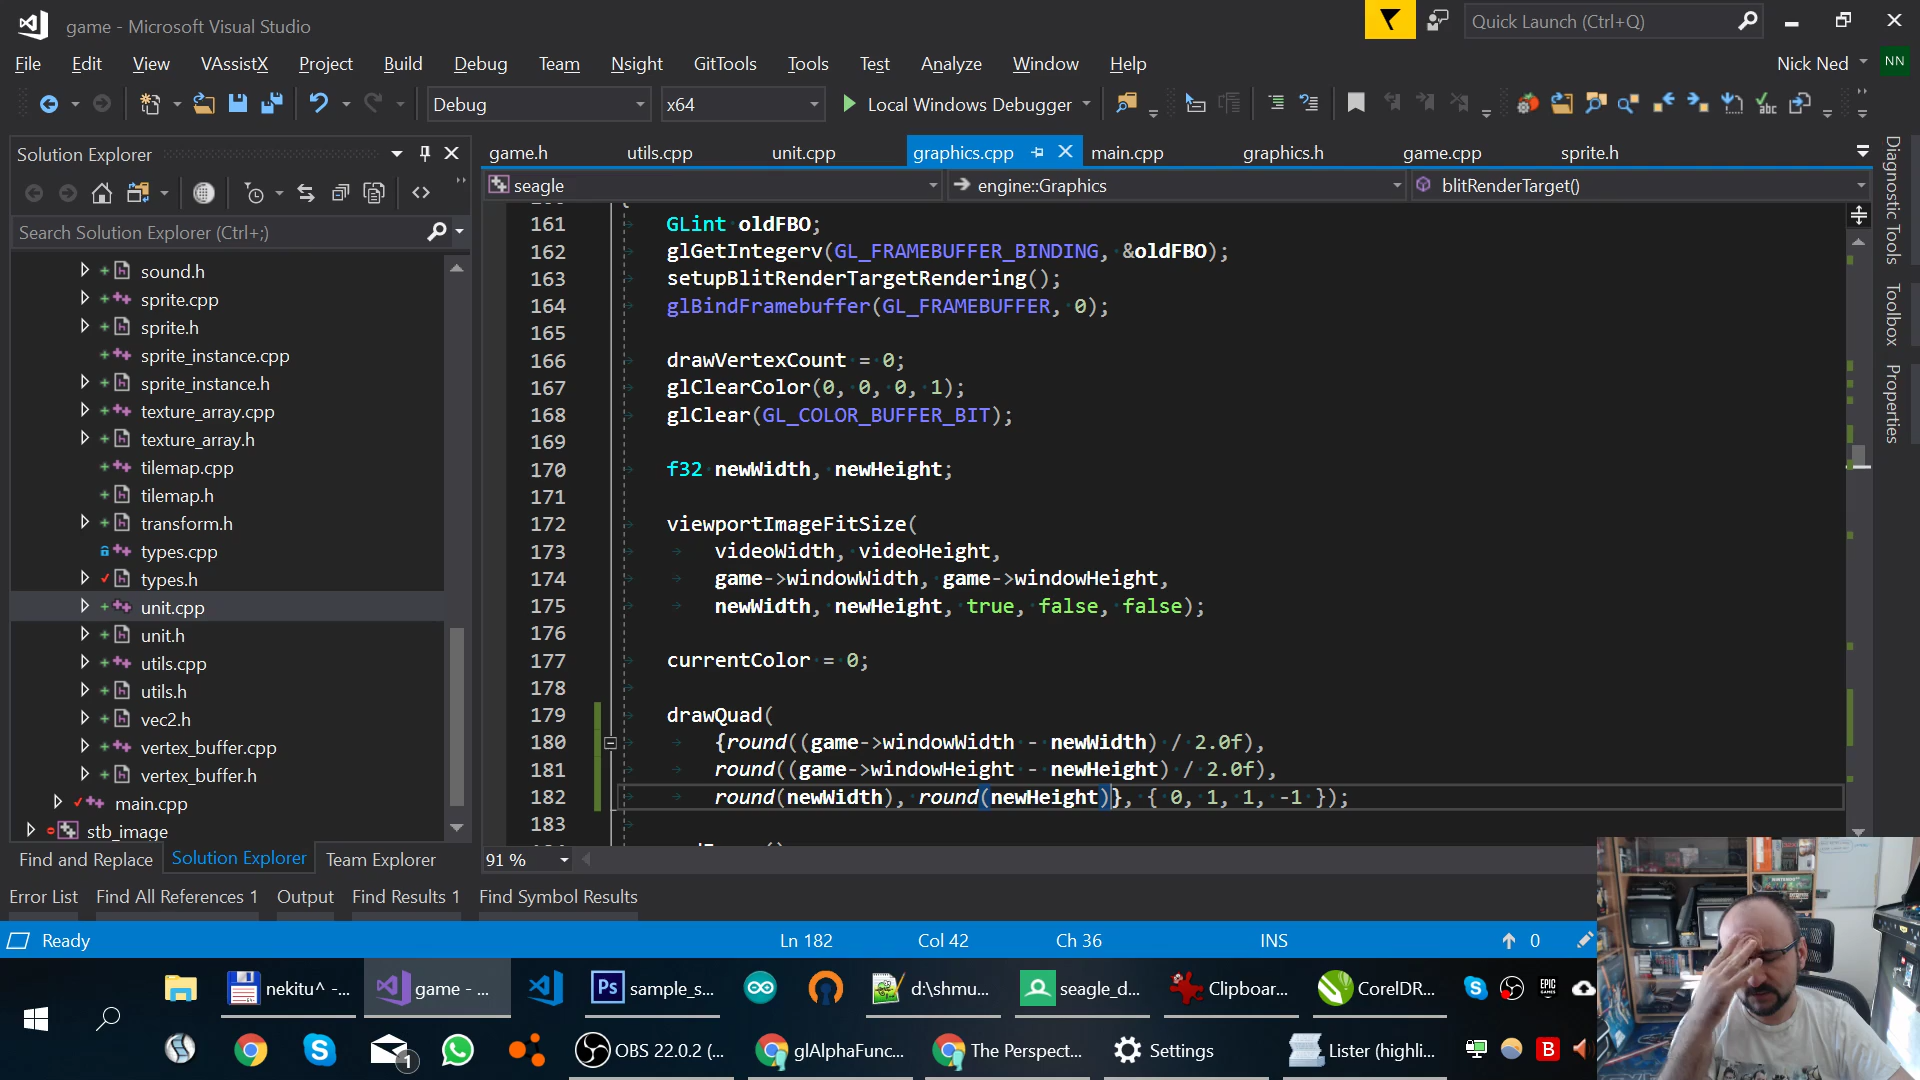 game - Microsoft Visual Studio
Quick Launch (Ctrl+Q)
File Edit View VAssistX Project Build Debug Team Nsight GitTools Tools Test Analyze Window Help
Nick Ned NN
Debug x64 Local Windows Debugger
Solution Explorer
game.h utils.cpp unit.cpp graphics.cpp main.cpp graphics.h game.cpp sprite.h
seagle engine::Graphics blitRenderTarget()
Search Solution Explorer (Ctrl+;)
sound.h
sprite.cpp
sprite.h
sprite_instance.cpp
sprite_instance.h
texture_array.cpp
texture_array.h
tilemap.cpp
tilemap.h
transform.h
types.cpp
types.h
unit.cpp
unit.h
utils.cpp
utils.h
vec2.h
vertex_buffer.cpp
vertex_buffer.h
main.cpp
stb_image
Find and Replace Solution Explorer Team Explorer
161 GLint oldFBO;
162 glGetIntegerv(GL_FRAMEBUFFER_BINDING, &oldFBO);
163 setupBlitRenderTargetRendering();
164 glBindFramebuffer(GL_FRAMEBUFFER, 0);
165
166 drawVertexCount = 0;
167 glClearColor(0, 0, 0, 1);
168 glClear(GL_COLOR_BUFFER_BIT);
169
170 f32 newWidth, newHeight;
171
172 viewportImageFitSize(
173 videoWidth, videoHeight,
174 game->windowWidth, game->windowHeight,
175 newWidth, newHeight, true, false, false);
176
177 currentColor = 0;
178
179 drawQuad(
180 {round((game->windowWidth - newWidth) / 2.0f),
181 round((game->windowHeight - newHeight) / 2.0f),
182 round(newWidth), round(newHeight)}, { 0, 1, 1, -1 });
183
91 %
Diagnostic Tools
Toolbox
Properties
Error List Find All References 1 Output Find Results 1 Find Symbol Results
Ready Ln 182 Col 42 Ch 36 INS 0
nekitu^ -... game - ... Ps sample_s... d:\shmu... seagle_d... Clipboar... CorelDR... EPIC GAMES
1 OBS 22.0.2 (... glAlphaFunc... The Perspect... Settings Lister (highli... B